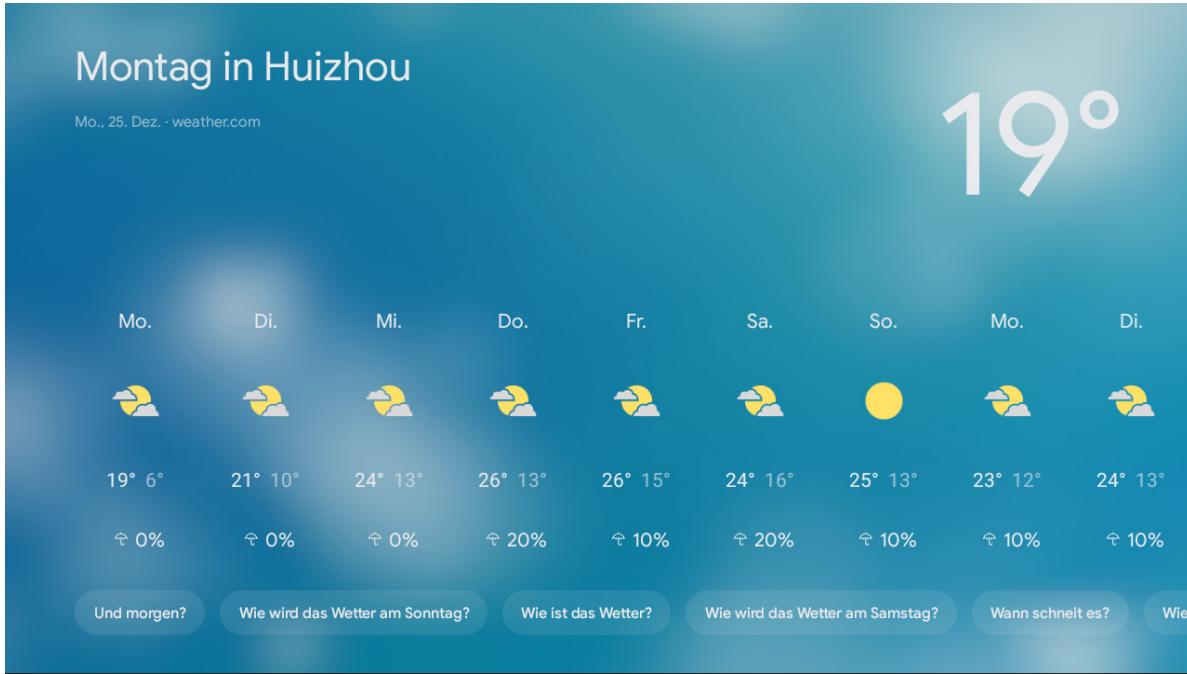 Montag in Huizhou
Mo., 25. Dez. · weather.com
19°
Mo. Di. Mi. Do. Fr. Sa. So. Mo. Di.
19° 6° 21° 10° 24° 13° 26° 13° 26° 15° 24° 16° 25° 13° 23° 12° 24° 13°
0% 0% 0% 20% 10% 20% 10% 10% 10%
Und morgen? Wie wird das Wetter am Sonntag? Wie ist das Wetter? Wie wird das Wetter am Samstag? Wann schneit es? Wie